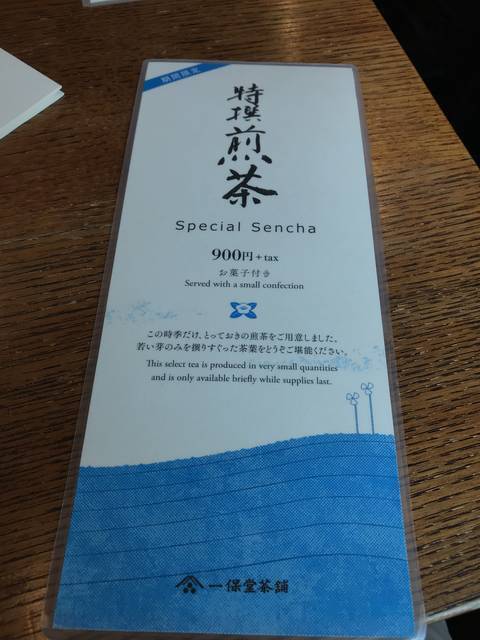 期間限定
特撰
煎茶
Special Sencha
900円+tax
お菓子付き
Served with a small confection
この時季だけ、とっておきの煎茶をご用意しました。
若い芽のみを撰りすぐった茶葉をどうぞご堪能ください。
This select tea is produced in very small quantities
and is only available briefly while supplies last.
一保堂茶舗